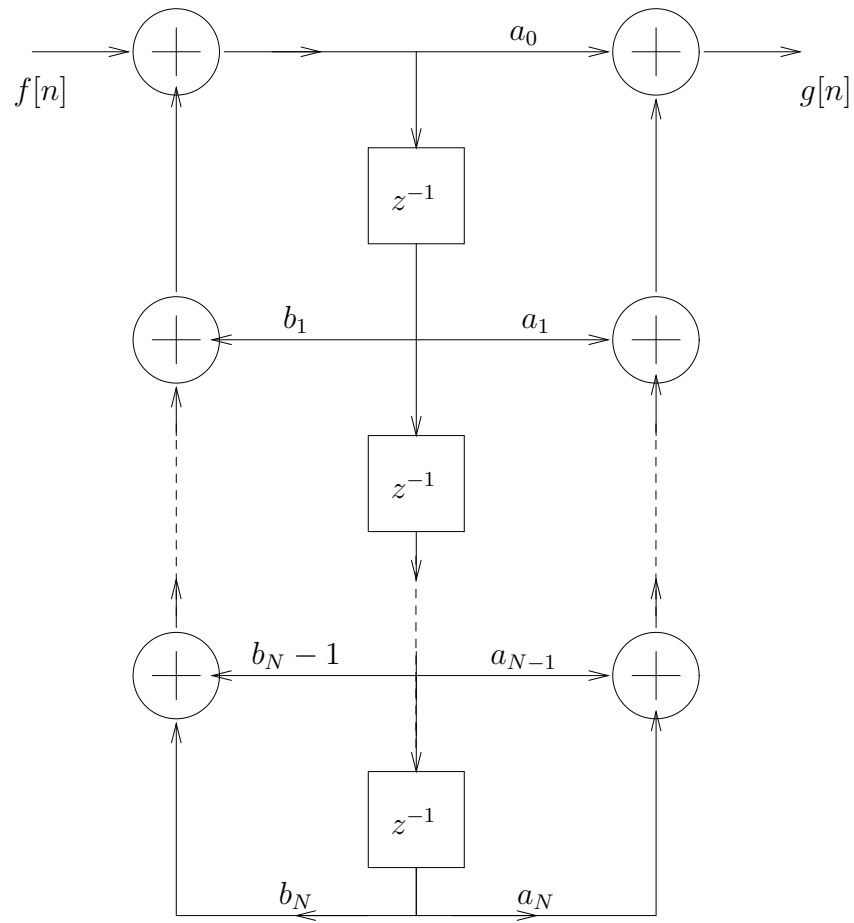 a_0
f[n]
g[n]
z^{-1}
b_1
a_1
z^{-1}
b_N − 1
a_{N−1}
z^{-1}
b_N
a_N